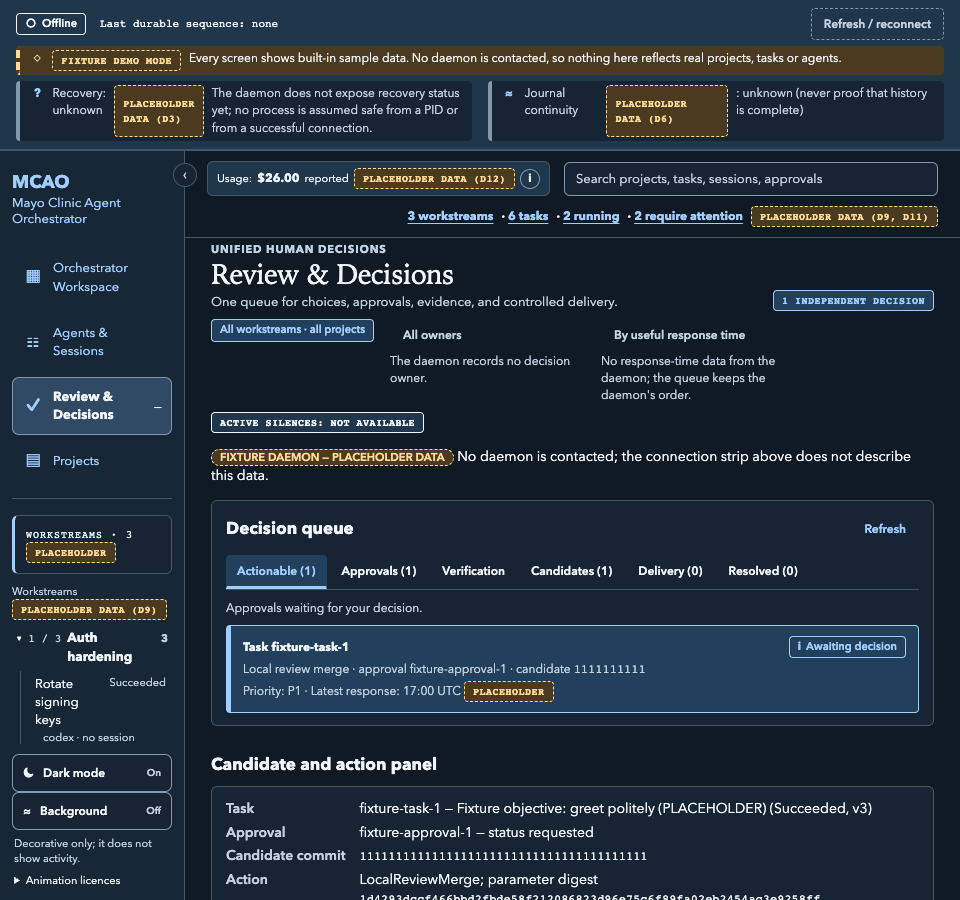 Offline
Last durable sequence: none
Refresh / reconnect
FIXTURE DEMO MODE Every screen shows built-in sample data. No daemon is contacted, so nothing here reflects real projects, tasks or agents.
? Recovery: unknown
PLACEHOLDER DATA (D3)
The daemon does not expose recovery status
yet; no process is assumed safe from a PID or
from a successful connection.
≈ Journal continuity
PLACEHOLDER DATA (D6)
: unknown (never proof that history
is complete)
MCAO
Mayo Clinic Agent
Orchestrator
‹
Orchestrator
Workspace
Agents &
Sessions
Review &
Decisions –
Projects
WORKSTREAMS · 3
PLACEHOLDER
Workstreams
PLACEHOLDER DATA (D9)
▾ 1 / 3 Auth hardening 3
Rotate signing keys Succeeded
codex · no session
Dark mode On
≈ Background Off
Decorative only; it does not
show activity.
▸ Animation licences
Usage: $26.00 reported PLACEHOLDER DATA (D12) i
Search projects, tasks, sessions, approvals
3 workstreams · 6 tasks · 2 running · 2 require attention PLACEHOLDER DATA (D9, D11)
UNIFIED HUMAN DECISIONS
Review & Decisions
One queue for choices, approvals, evidence, and controlled delivery.
1 INDEPENDENT DECISION
All workstreams · all projects
All owners
The daemon records no decision
owner.
By useful response time
No response-time data from the
daemon; the queue keeps the
daemon's order.
ACTIVE SILENCES: NOT AVAILABLE
FIXTURE DAEMON — PLACEHOLDER DATA No daemon is contacted; the connection strip above does not describe
this data.
Decision queue
Refresh
Actionable (1) Approvals (1) Verification Candidates (1) Delivery (0) Resolved (0)
Approvals waiting for your decision.
Task fixture-task-1
i Awaiting decision
Local review merge · approval fixture-approval-1 · candidate 1111111111
Priority: P1 · Latest response: 17:00 UTC PLACEHOLDER
Candidate and action panel
Task fixture-task-1 — Fixture objective: greet politely (PLACEHOLDER) (Succeeded, v3)
Approval fixture-approval-1 — status requested
Candidate commit 1111111111111111111111111111111111111111
Action LocalReviewMerge; parameter digest